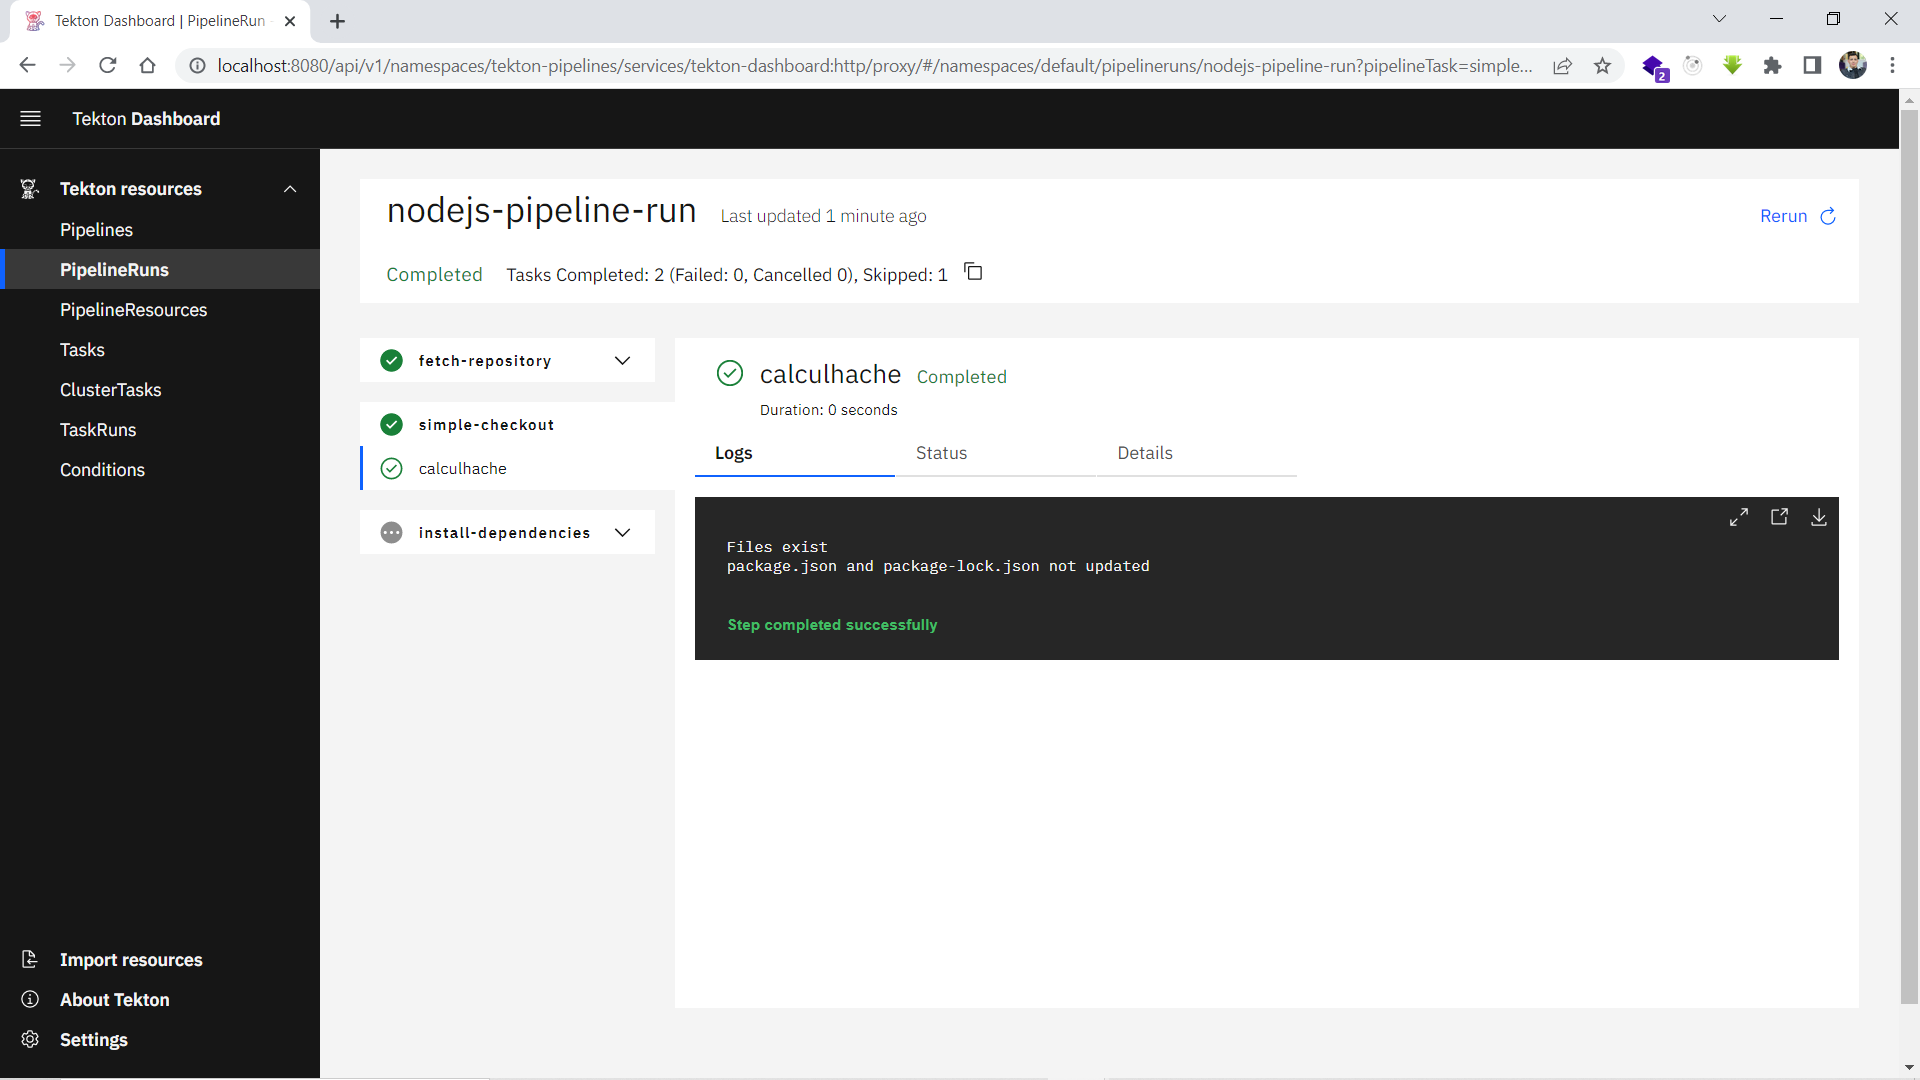 Tekton Dashboard | PipelineRun
localhost:8080/api/v1/namespaces/tekton-pipelines/services/tekton-dashboard:http/proxy/#/namespaces/default/pipelineruns/nodejs-pipeline-run?pipelineTask=simple...
2
Tekton Dashboard
Tekton resources
Pipelines
PipelineRuns
PipelineResources
Tasks
ClusterTasks
TaskRuns
Conditions
Import resources
About Tekton
Settings
nodejs-pipeline-run Last updated 1 minute ago
Rerun
Completed Tasks Completed: 2 (Failed: 0, Cancelled 0), Skipped: 1
fetch-repository
simple-checkout
calculhache
install-dependencies
calculhache Completed
Duration: 0 seconds
Logs Status Details
Files exist
package.json and package-lock.json not updated
Step completed successfully